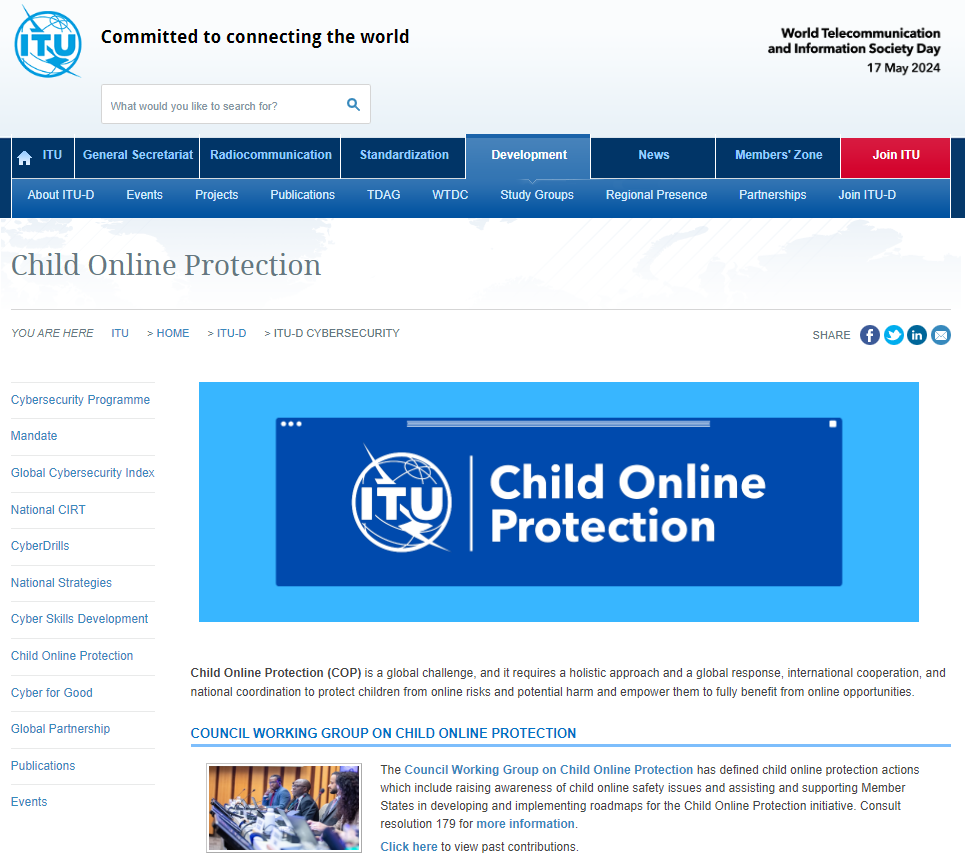 ITU
Committed to connecting the world
World Telecommunication
and Information Society Day
17 May 2024
What would you like to search for?
ITU General Secretariat Radiocommunication Standardization Development News Members' Zone Join ITU
About ITU-D Events Projects Publications TDAG WTDC Study Groups Regional Presence Partnerships Join ITU-D
Child Online Protection
YOU ARE HERE ITU > HOME > ITU-D > ITU-D CYBERSECURITY
SHARE
Cybersecurity Programme
Mandate
Global Cybersecurity Index
National CIRT
CyberDrills
National Strategies
Cyber Skills Development
Child Online Protection
Cyber for Good
Global Partnership
Publications
Events
ITU
Child Online
Protection
Child Online Protection (COP) is a global challenge, and it requires a holistic approach and a global response, international cooperation, and
national coordination to protect children from online risks and potential harm and empower them to fully benefit from online opportunities.
COUNCIL WORKING GROUP ON CHILD ONLINE PROTECTION
The Council Working Group on Child Online Protection has defined child online protection actions
which include raising awareness of child online safety issues and assisting and supporting Member
States in developing and implementing roadmaps for the Child Online Protection initiative. Consult
resolution 179 for more information.
Click here to view past contributions.